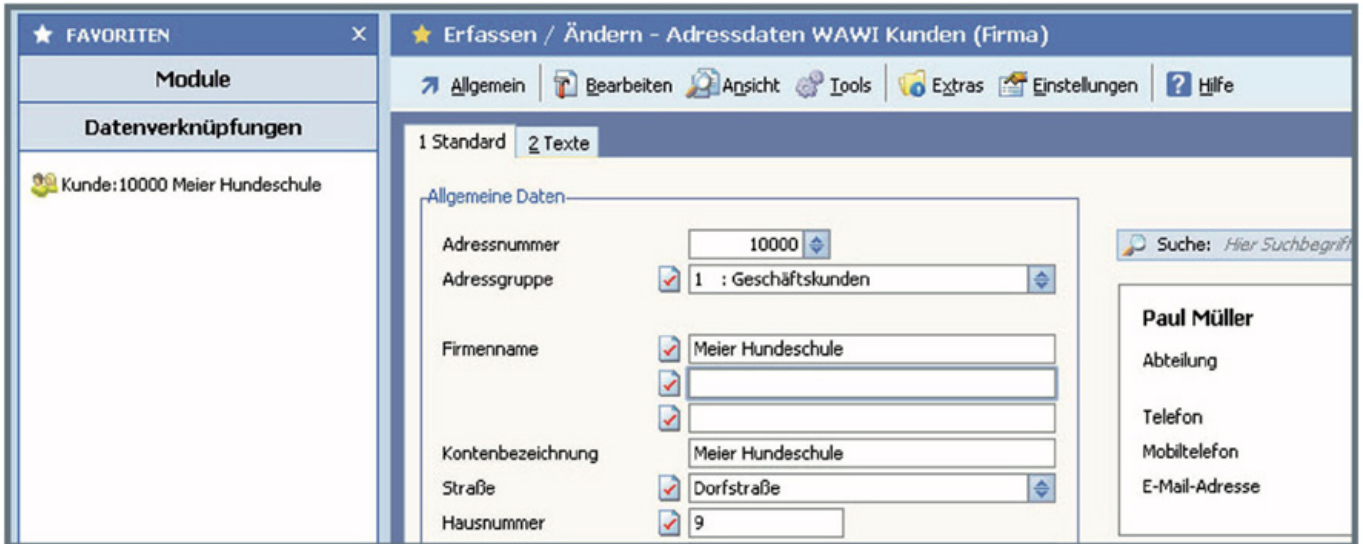 FAVORITEN
Module
Datenverknüpfungen
Kunde:10000 Meier Hundeschule
Erfassen / Ändern - Adressdaten WAWI Kunden (Firma)
Allgemein Bearbeiten Ansicht Tools Extras Einstellungen Hilfe
1 Standard 2 Texte
Allgemeine Daten
Adressnummer 10000
Adressgruppe 1 : Geschäftskunden
Firmenname Meier Hundeschule
Kontenbezeichnung Meier Hundeschule
Straße Dorfstraße
Hausnummer 9
Suche: Hier Suchbegriff
Paul Müller
Abteilung
Telefon
Mobiltelefon
E-Mail-Adresse